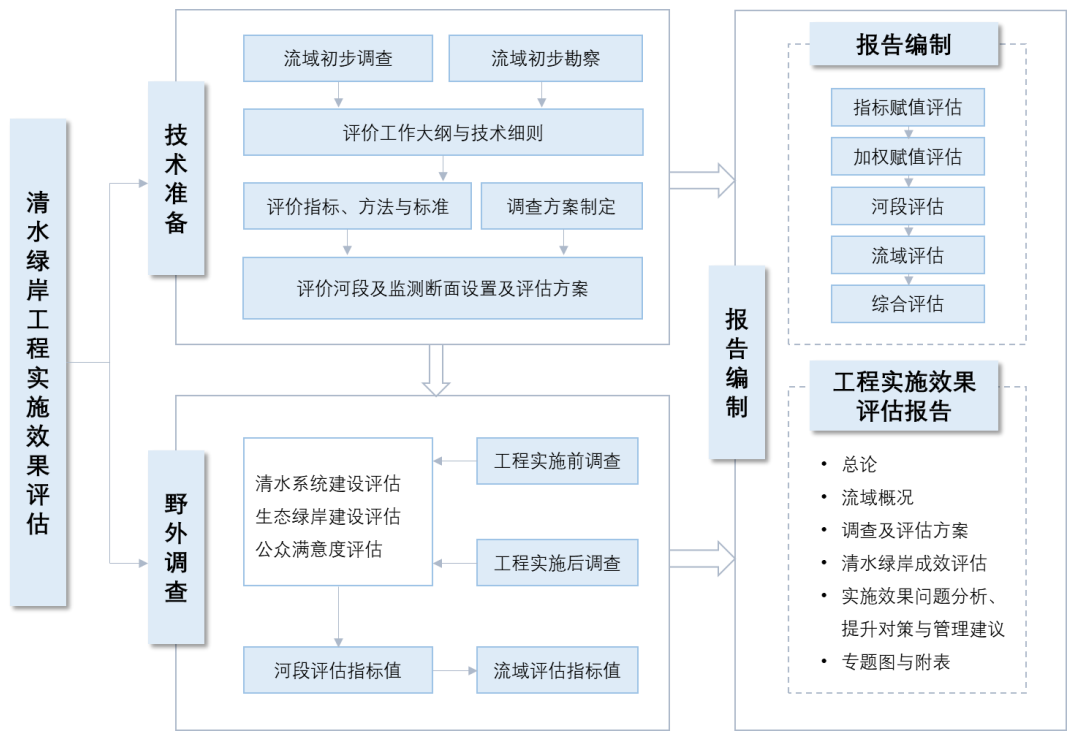 清水绿岸工程实施效果评估
技术准备
流域初步调查
流域初步勘察
评价工作大纲与技术细则
评价指标、方法与标准
调查方案制定
评价河段及监测断面设置及评估方案
野外调查
清水系统建设评估
生态绿岸建设评估
公众满意度评估
工程实施前调查
工程实施后调查
河段评估指标值
流域评估指标值
报告编制
报告编制
指标赋值评估
加权赋值评估
河段评估
流域评估
综合评估
工程实施效果
评估报告
• 总论
• 流域概况
• 调查及评估方案
• 清水绿岸成效评估
• 实施效果问题分析、
提升对策与管理建议
• 专题图与附表